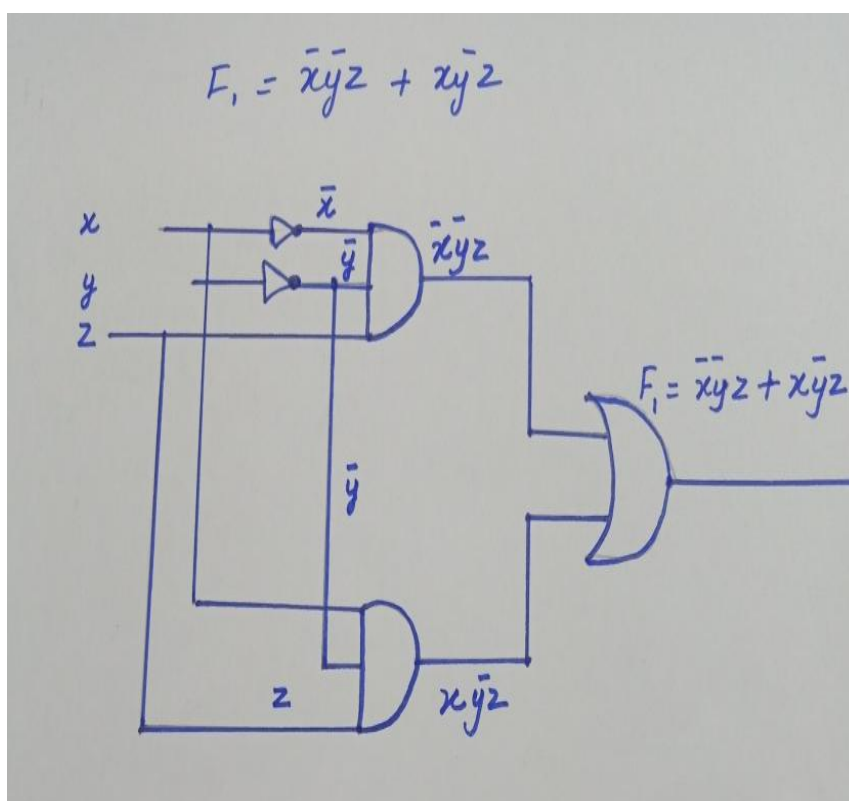 F₁ = x̄ȳz + xȳz
x̄
x
ȳ
x̄ȳz
y
z
F₁ = x̄ȳz + xȳz
ȳ
z
xȳz